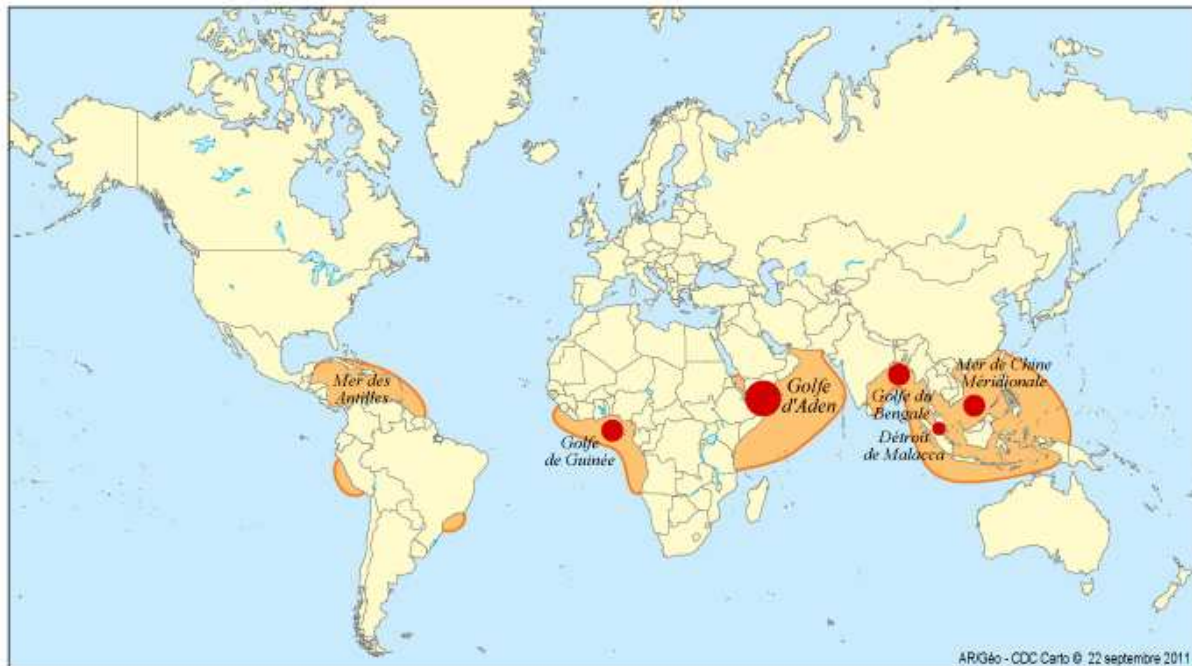 Mer des
Antilles
Golfe
de Guinée
Golfe
d'Aden
Golfe du
Bengale
Détroit
de Malacca
Mer de Chine
Méridionale
AR/Géo - CDC Carto © 22 septembre 2011